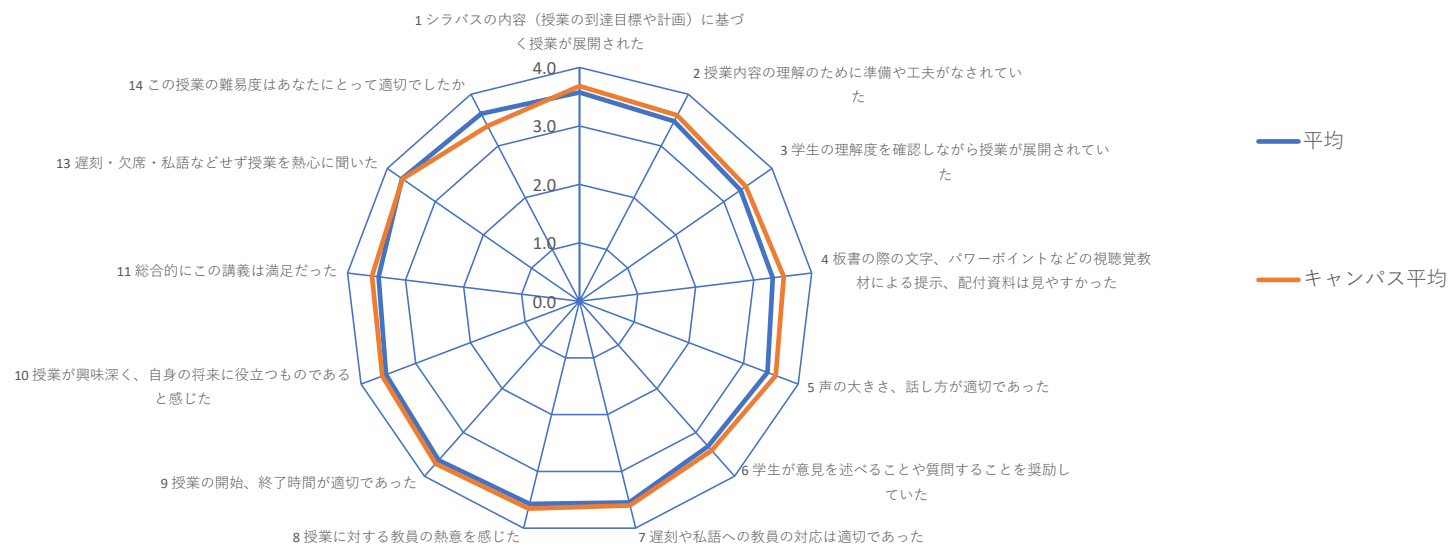 1 シラバスの内容（授業の到達目標や計画）に基づ
く授業が展開された
2 授業内容の理解のために準備や工夫がなされてい
た
3 学生の理解度を確認しながら授業が展開されてい
た
4 板書の際の文字、パワーポイントなどの視聴覚教
材による提示、配付資料は見やすかった
5 声の大きさ、話し方が適切であった
6 学生が意見を述べることや質問することを奨励し
ていた
7 遅刻や私語への教員の対応は適切であった
8 授業に対する教員の熱意を感じた
9 授業の開始、終了時間が適切であった
10 授業が興味深く、自身の将来に役立つものである
と感じた
11 総合的にこの講義は満足だった
13 遅刻・欠席・私語などせず授業を熱心に聞いた
14 この授業の難易度はあなたにとって適切でしたか
4.0
3.0
2.0
1.0
0.0
平均
キャンパス平均